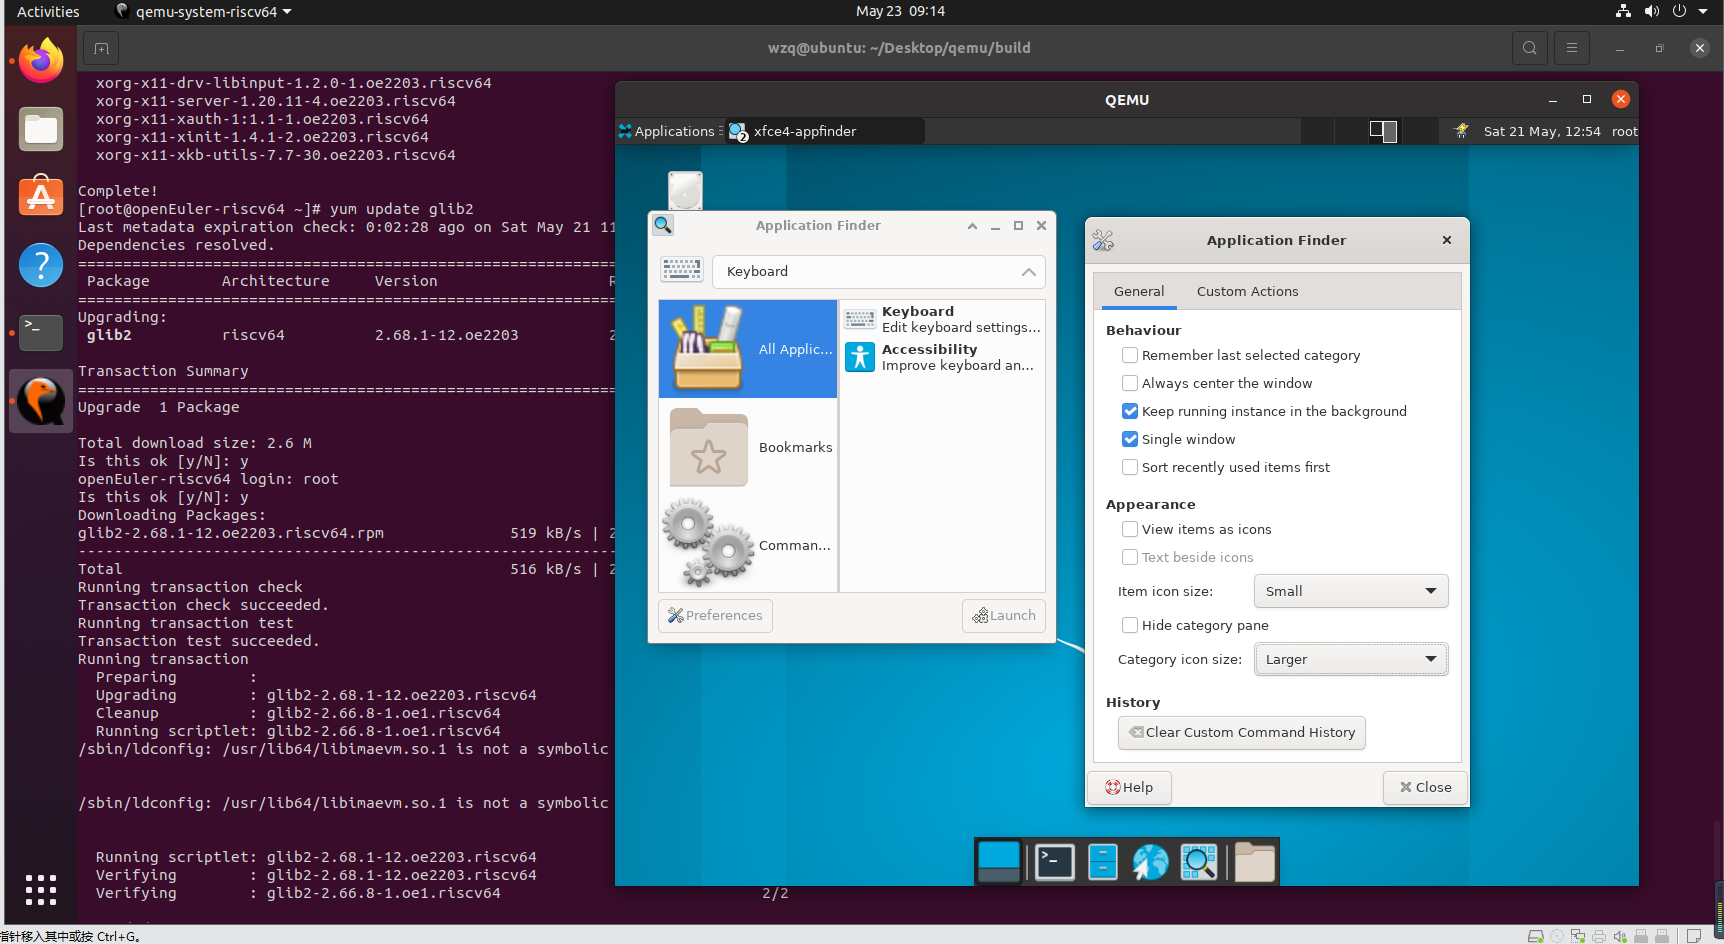 Activities
qemu-system-riscv64
May 23 09:14
wzq@ubuntu: ~/Desktop/qemu/build
xorg-x11-drv-libinput-1.2.0-1.oe2203.riscv64
xorg-x11-server-1.20.11-4.oe2203.riscv64
xorg-x11-xauth-1:1.1-1.oe2203.riscv64
xorg-x11-xinit-1.4.1-2.oe2203.riscv64
xorg-x11-xkb-utils-7.7-30.oe2203.riscv64
Complete!
[root@openEuler-riscv64 ~]# yum update glib2
Last metadata expiration check: 0:02:28 ago on Sat May 21 11
Dependencies resolved.
================================================================
Package Architecture Version R
================================================================
Upgrading:
glib2 riscv64 2.68.1-12.oe2203 2
Transaction Summary
================================================================
Upgrade 1 Package
Total download size: 2.6 M
Is this ok [y/N]: y
openEuler-riscv64 login: root
Is this ok [y/N]: y
Downloading Packages:
glib2-2.68.1-12.oe2203.riscv64.rpm 519 kB/s | 2
----------------------------------------------------------------
Total 516 kB/s | 2
Running transaction check
Transaction check succeeded.
Running transaction test
Transaction test succeeded.
Running transaction
Preparing :
Upgrading : glib2-2.68.1-12.oe2203.riscv64
Cleanup : glib2-2.66.8-1.oe1.riscv64
Running scriptlet: glib2-2.66.8-1.oe1.riscv64
/sbin/ldconfig: /usr/lib64/libimaevm.so.1 is not a symbolic
/sbin/ldconfig: /usr/lib64/libimaevm.so.1 is not a symbolic
Running scriptlet: glib2-2.68.1-12.oe2203.riscv64
Verifying : glib2-2.68.1-12.oe2203.riscv64
Verifying : glib2-2.66.8-1.oe1.riscv64 2/2
QEMU
Applications
2
xfce4-appfinder
Sat 21 May, 12:54
root
Application Finder
Keyboard
All Applic...
Bookmarks
Comman...
Keyboard
Edit keyboard settings...
Accessibility
Improve keyboard an...
Preferences
Launch
Application Finder
General
Custom Actions
Behaviour
Remember last selected category
Always center the window
Keep running instance in the background
Single window
Sort recently used items first
Appearance
View items as icons
Text beside icons
Item icon size: Small
Hide category pane
Category icon size: Larger
History
Clear Custom Command History
Help
Close
指针移入其中或按 Ctrl+G。